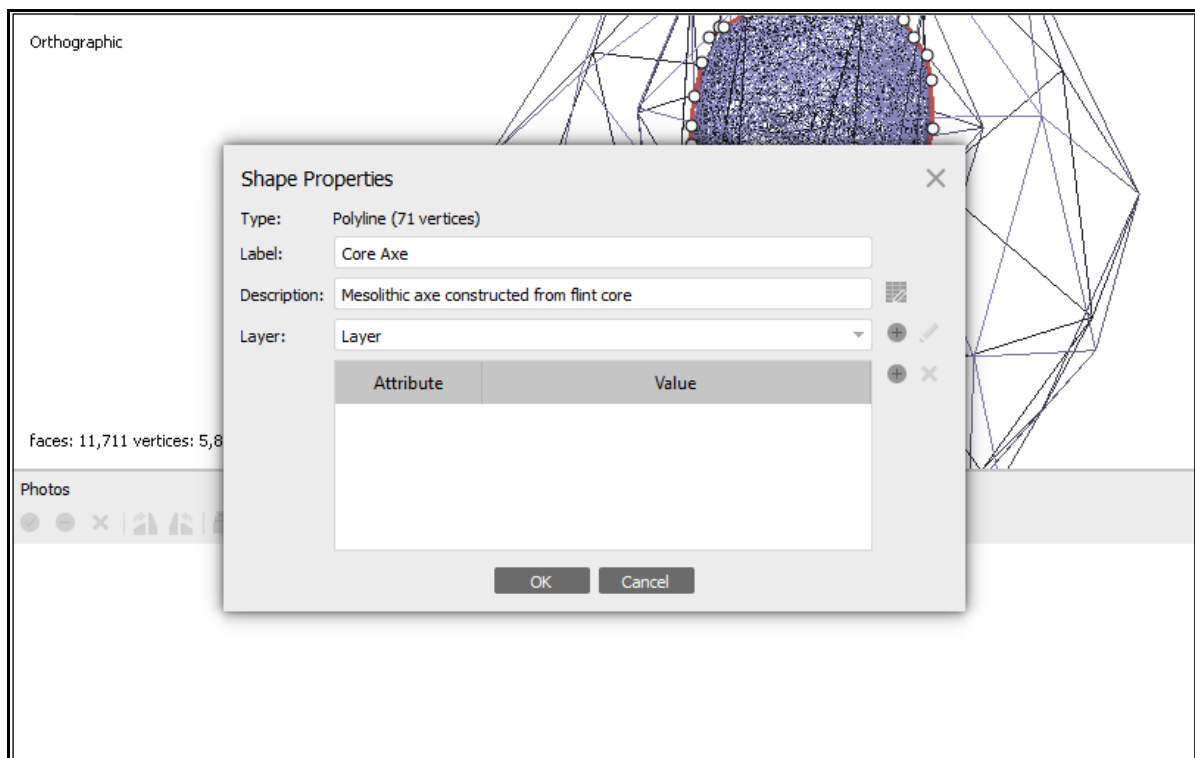 Orthographic
Shape Properties
Type: Polyline (71 vertices)
Label: Core Axe
Description: Mesolithic axe constructed from flint core
Layer: Layer
Attribute Value
faces: 11,711 vertices: 5,8
Photos
OK Cancel